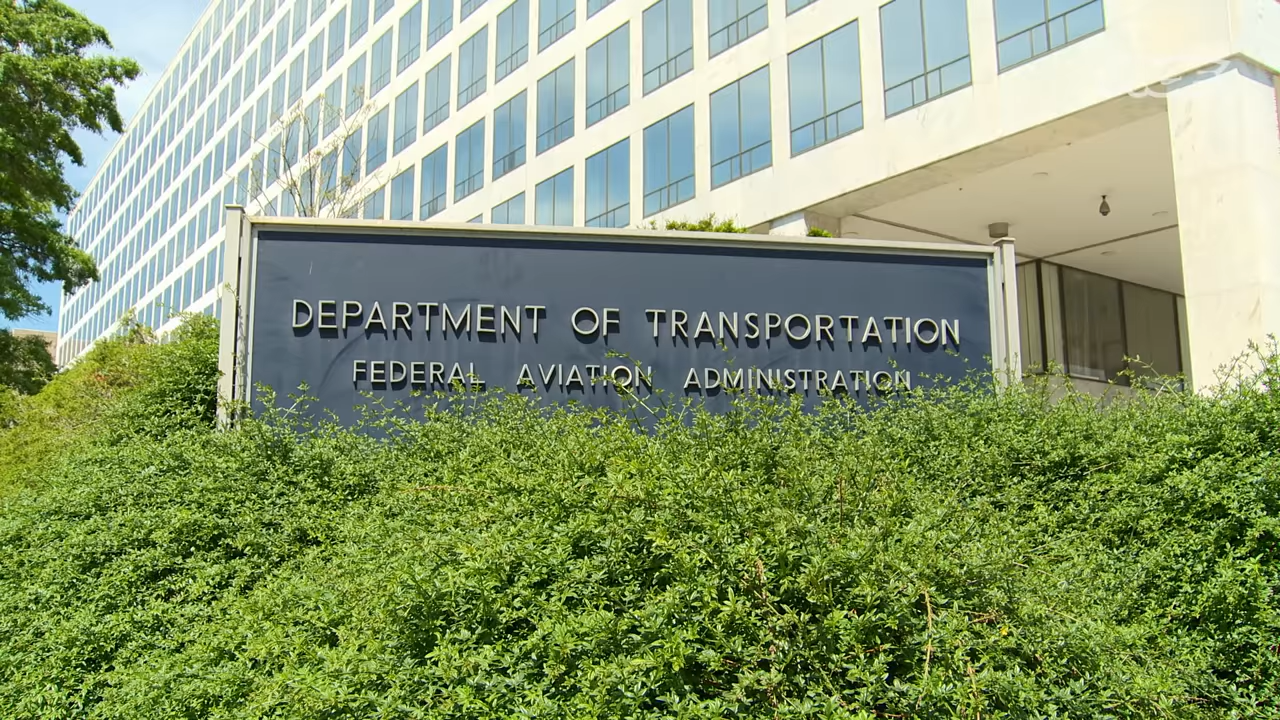 DEPARTMENT OF TRANSPORTATION
FEDERAL AVIATION ADMINISTRATION